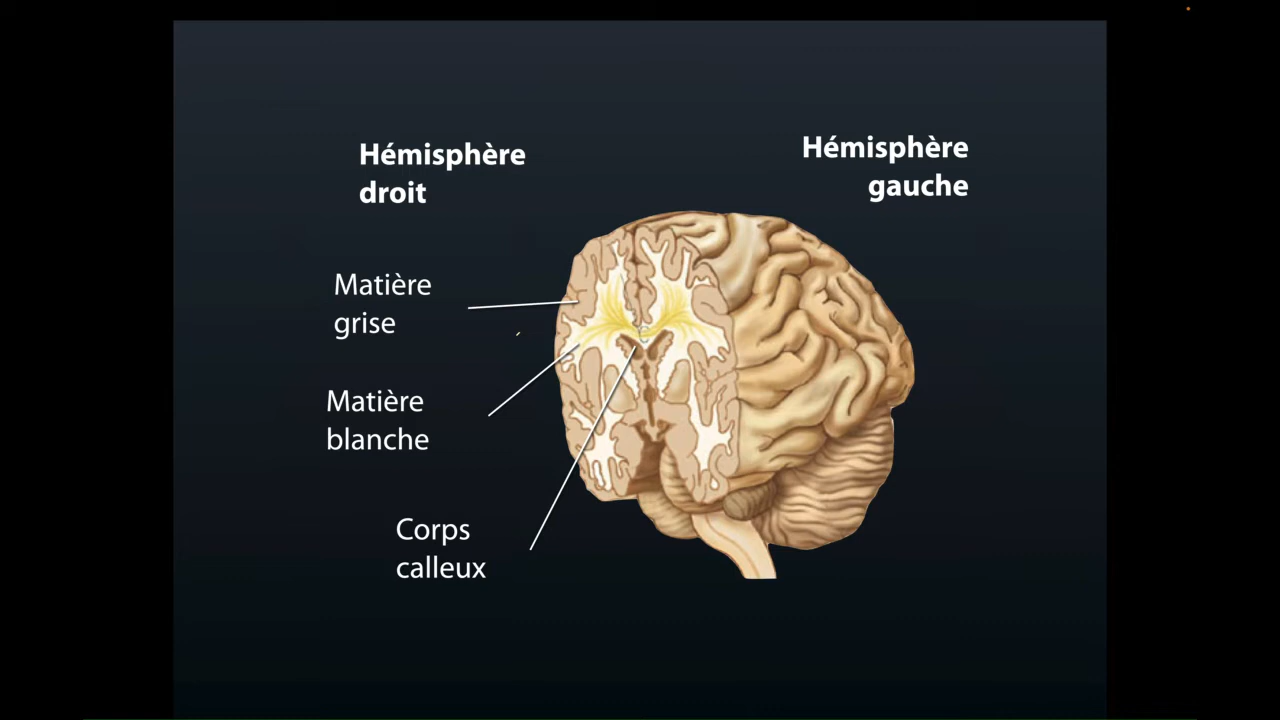 Hémisphère
droit
Hémisphère
gauche
Matière
grise
Matière
blanche
Corps
calleux